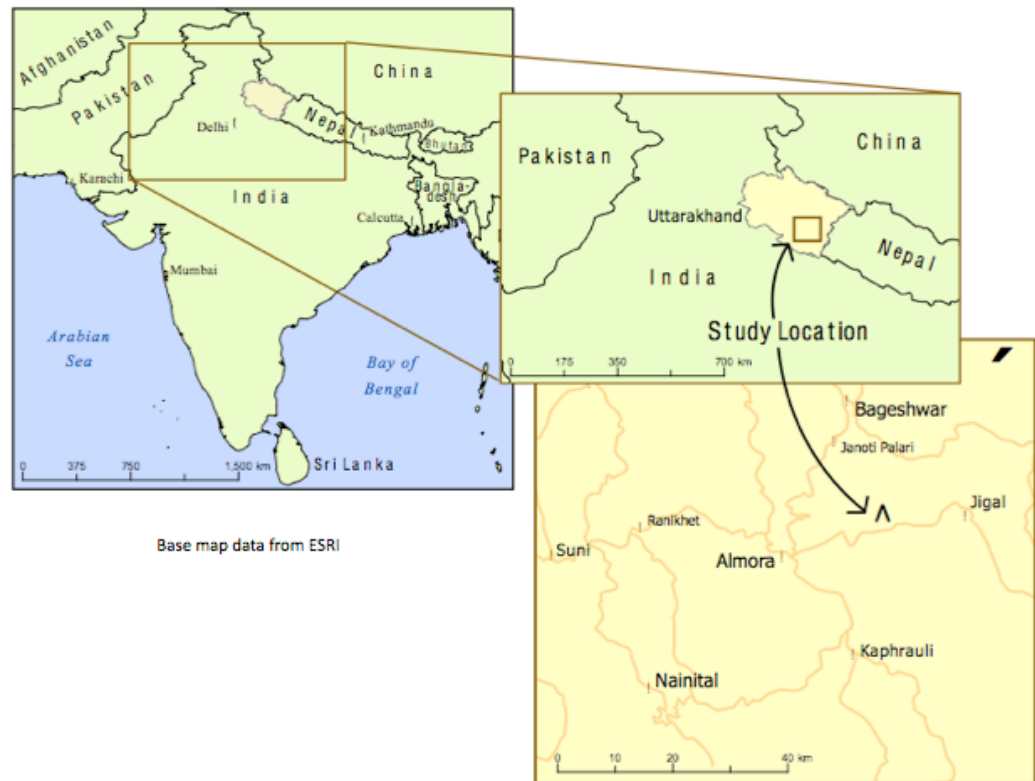 Afghanistan
China
Pakistan
Delhi
Nepal
Kathmandu
Bhutan
Karachi
India
Bangla-
desh
Calcutta
Mumbai
Arabian
Sea
Bay of
Bengal
Sri Lanka
0 375 750 1,500 km
Pakistan
China
Uttarakhand
Nepal
India
Study Location
0 175 350 700 km
Bageshwar
Janoti Palari
Jigal
Ranikhet
Suni
Almora
Kaphrauli
Nainital
0 10 20 40 km
Base map data from ESRI